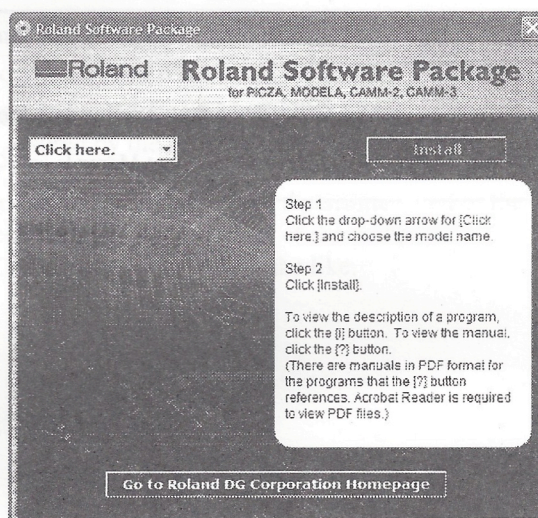 Roland Software Package
Roland
Roland Software Package
for PICZA, MODELA, CAMM-2, CAMM-3
Click here.
Install
Step 1
Click the drop-down arrow for [Click
here.] and choose the model name.
Step 2
Click [Install].
To view the description of a program,
click the [i] button. To view the manual,
click the [?] button.
(There are manuals in PDF format for
the programs that the [?] button
references. Acrobat Reader is required
to view PDF files.)
Go to Roland DG Corporation Homepage